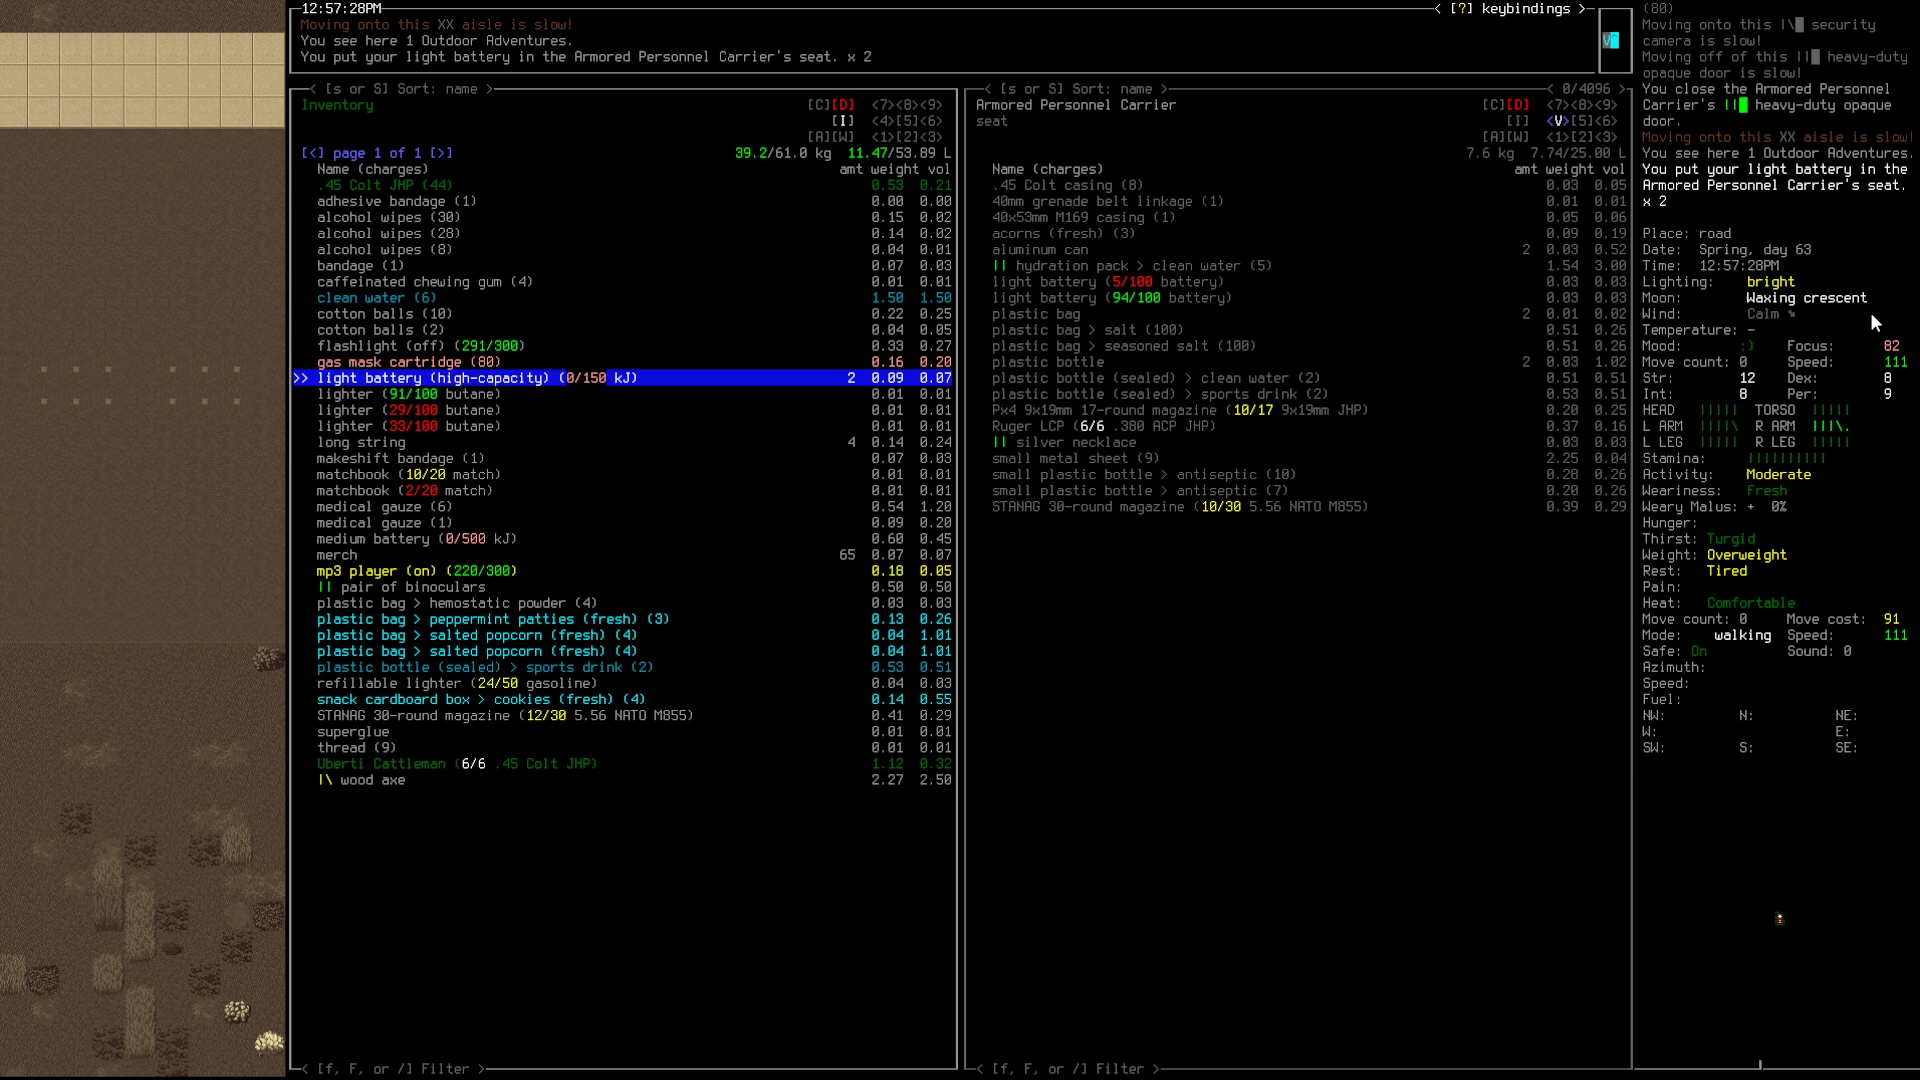 12:57:28PM
< [?] keybindings >
Moving onto this XX aisle is slow!
You see here 1 Outdoor Adventures.
You put your light battery in the Armored Personnel Carrier's seat. x 2
V^
< [s or S] Sort: name >
Inventory [C][D] <7><8><9>
[I] <4>[5]<6>
[A][W] <1>[2]<3>
[<] page 1 of 1 [>] 39.2/61.0 kg 11.47/53.89 L
Name (charges) amt weight vol
.45 Colt JHP (44) 0.53 0.21
adhesive bandage (1) 0.00 0.00
alcohol wipes (30) 0.15 0.02
alcohol wipes (28) 0.14 0.02
alcohol wipes (8) 0.04 0.01
bandage (1) 0.07 0.03
caffeinated chewing gum (4) 0.01 0.01
clean water (6) 1.50 1.50
cotton balls (10) 0.22 0.25
cotton balls (2) 0.04 0.05
flashlight (off) (291/300) 0.33 0.27
gas mask cartridge (80) 0.16 0.20
>> light battery (high-capacity) (0/150 kJ) 2 0.09 0.07
lighter (91/100 butane) 0.01 0.01
lighter (29/100 butane) 0.01 0.01
lighter (33/100 butane) 0.01 0.01
long string 4 0.14 0.24
makeshift bandage (1) 0.07 0.03
matchbook (10/20 match) 0.01 0.01
matchbook (2/20 match) 0.01 0.01
medical gauze (6) 0.54 1.20
medical gauze (1) 0.09 0.20
medium battery (0/500 kJ) 0.60 0.45
merch 65 0.07 0.07
mp3 player (on) (220/300) 0.18 0.05
|| pair of binoculars 0.50 0.50
plastic bag > hemostatic powder (4) 0.03 0.03
plastic bag > peppermint patties (fresh) (3) 0.13 0.26
plastic bag > salted popcorn (fresh) (4) 0.04 1.01
plastic bag > salted popcorn (fresh) (4) 0.04 1.01
plastic bottle (sealed) > sports drink (2) 0.53 0.51
refillable lighter (24/50 gasoline) 0.04 0.03
snack cardboard box > cookies (fresh) (4) 0.14 0.55
STANAG 30-round magazine (12/30 5.56 NATO M855) 0.41 0.29
superglue 0.01 0.01
thread (9) 0.01 0.01
Uberti Cattleman (6/6 .45 Colt JHP) 1.12 0.32
|\ wood axe 2.27 2.50
< [f, F, or /] Filter >
< [s or S] Sort: name > < 0/4096 >
Armored Personnel Carrier [C][D] <7><8><9>
seat [I] <V>[5]<6>
[A][W] <1>[2]<3>
7.6 kg 7.74/25.00 L
Name (charges) amt weight vol
.45 Colt casing (8) 0.03 0.05
40mm grenade belt linkage (1) 0.01 0.01
40x53mm M169 casing (1) 0.05 0.06
acorns (fresh) (3) 0.09 0.19
aluminum can 2 0.03 0.52
|| hydration pack > clean water (5) 1.54 3.00
light battery (5/100 battery) 0.03 0.03
light battery (94/100 battery) 0.03 0.03
plastic bag 2 0.01 0.02
plastic bag > salt (100) 0.51 0.26
plastic bag > seasoned salt (100) 0.51 0.26
plastic bottle 2 0.03 1.02
plastic bottle (sealed) > clean water (2) 0.51 0.51
plastic bottle (sealed) > sports drink (2) 0.53 0.51
Px4 9x19mm 17-round magazine (10/17 9x19mm JHP) 0.20 0.25
Ruger LCP (6/6 .380 ACP JHP) 0.37 0.16
|| silver necklace 0.03 0.03
small metal sheet (9) 2.25 0.04
small plastic bottle > antiseptic (10) 0.28 0.26
small plastic bottle > antiseptic (7) 0.20 0.26
STANAG 30-round magazine (10/30 5.56 NATO M855) 0.39 0.29
< [f, F, or /] Filter >
(80)
Moving onto this |\█ security
camera is slow!
Moving off of this ||█ heavy-duty
opaque door is slow!
You close the Armored Personnel
Carrier's ||█ heavy-duty opaque
door.
Moving onto this XX aisle is slow!
You see here 1 Outdoor Adventures.
You put your light battery in the
Armored Personnel Carrier's seat.
x 2
Place: road
Date: Spring, day 63
Time: 12:57:28PM
Lighting: bright
Moon: Waxing crescent
Wind: Calm
Temperature: -
Mood: :) Focus: 82
Move count: 0 Speed: 111
Str: 12 Dex: 8
Int: 8 Per: 9
HEAD ||||| TORSO |||||
L ARM ||||\ R ARM |||\.
L LEG ||||| R LEG |||||
Stamina: ||||||||||
Activity: Moderate
Weariness: Fresh
Weary Malus: + 0%
Hunger:
Thirst: Turgid
Weight: Overweight
Rest: Tired
Pain:
Heat: Comfortable
Move count: 0 Move cost: 91
Mode: walking Speed: 111
Safe: On Sound: 0
Azimuth:
Speed:
Fuel:
NW: N: NE:
W: E:
SW: S: SE: